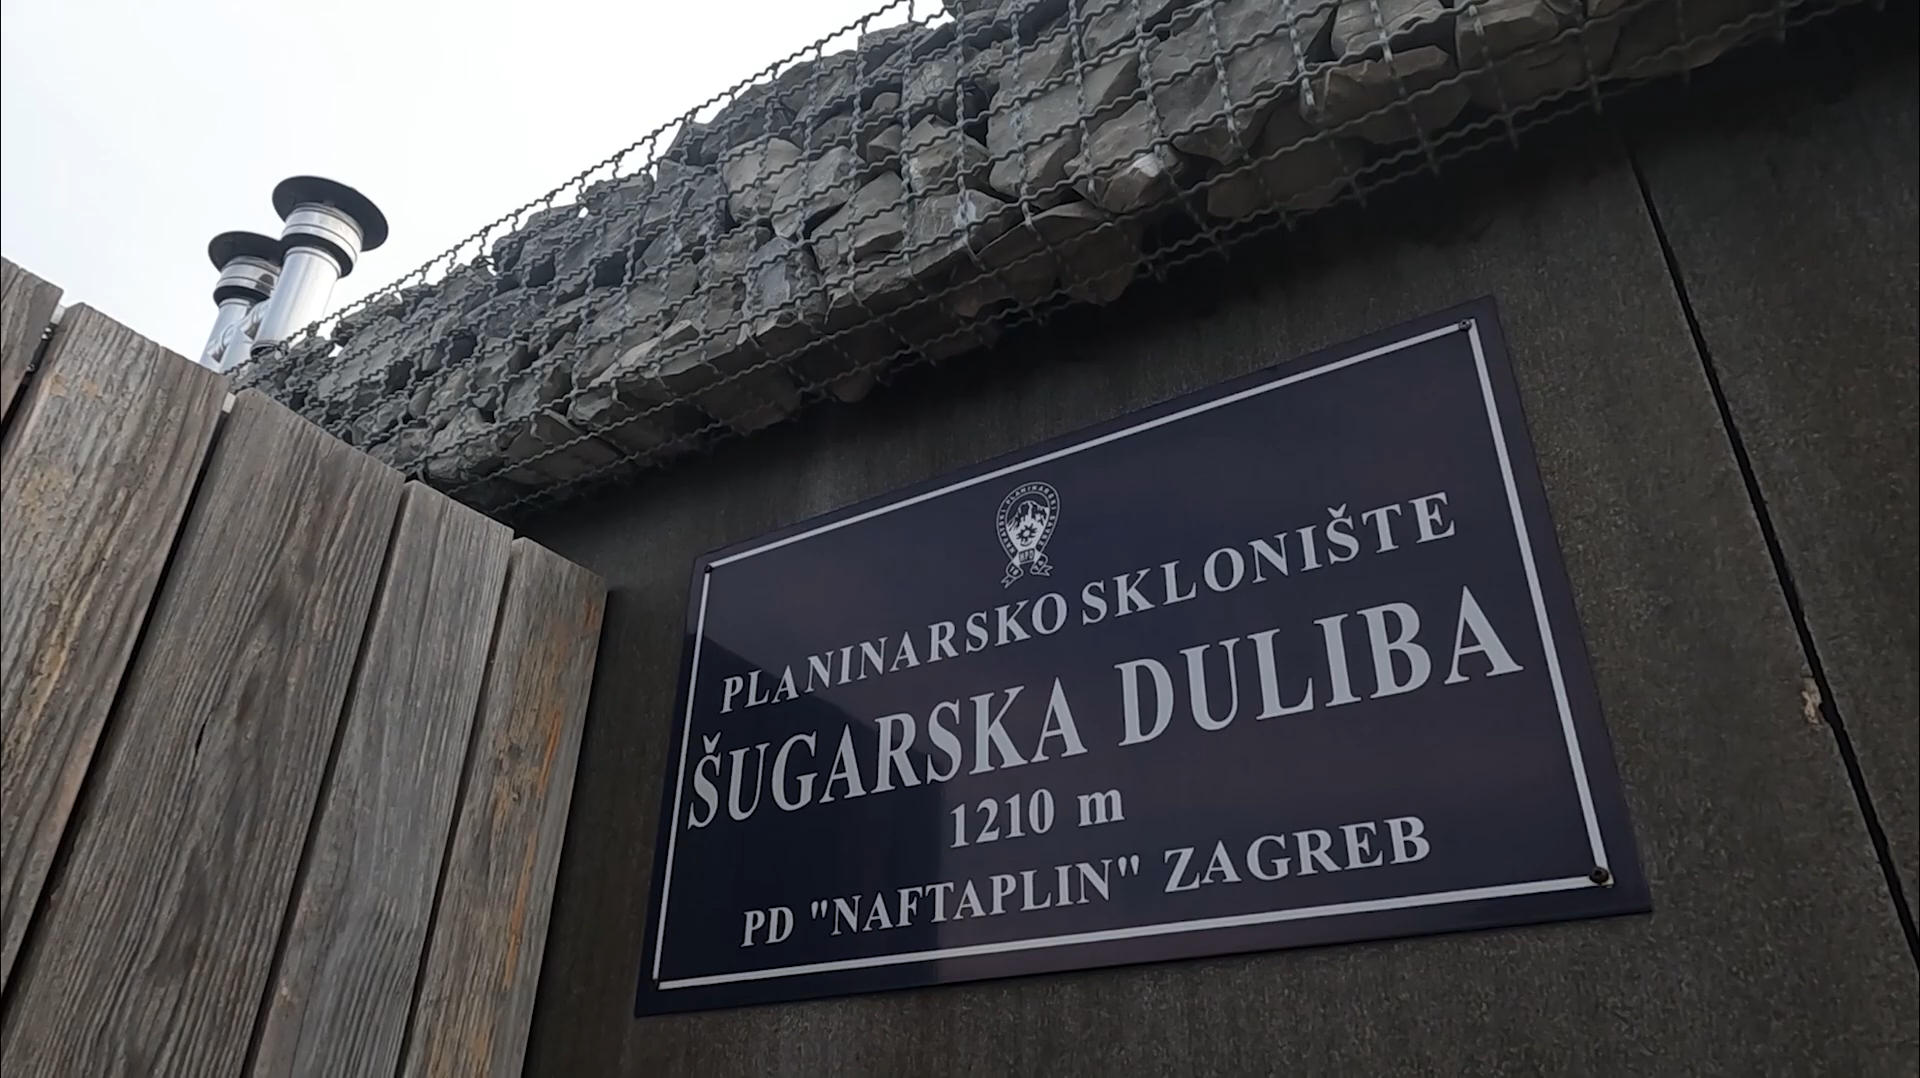 PLANINARSKO SKLONIŠTE
ŠUGARSKA DULIBA
1210 m
PD "NAFTAPLIN" ZAGREB